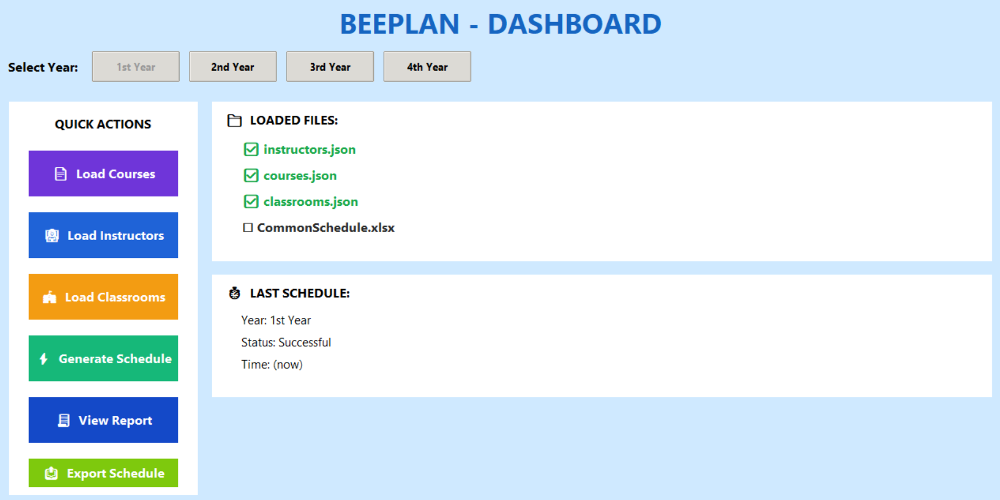 BEEPLAN - DASHBOARD
Select Year: 1st Year 2nd Year 3rd Year 4th Year
QUICK ACTIONS
Load Courses
Load Instructors
Load Classrooms
Generate Schedule
View Report
Export Schedule
LOADED FILES:
instructors.json
courses.json
classrooms.json
CommonSchedule.xlsx
LAST SCHEDULE:
Year: 1st Year
Status: Successful
Time: (now)